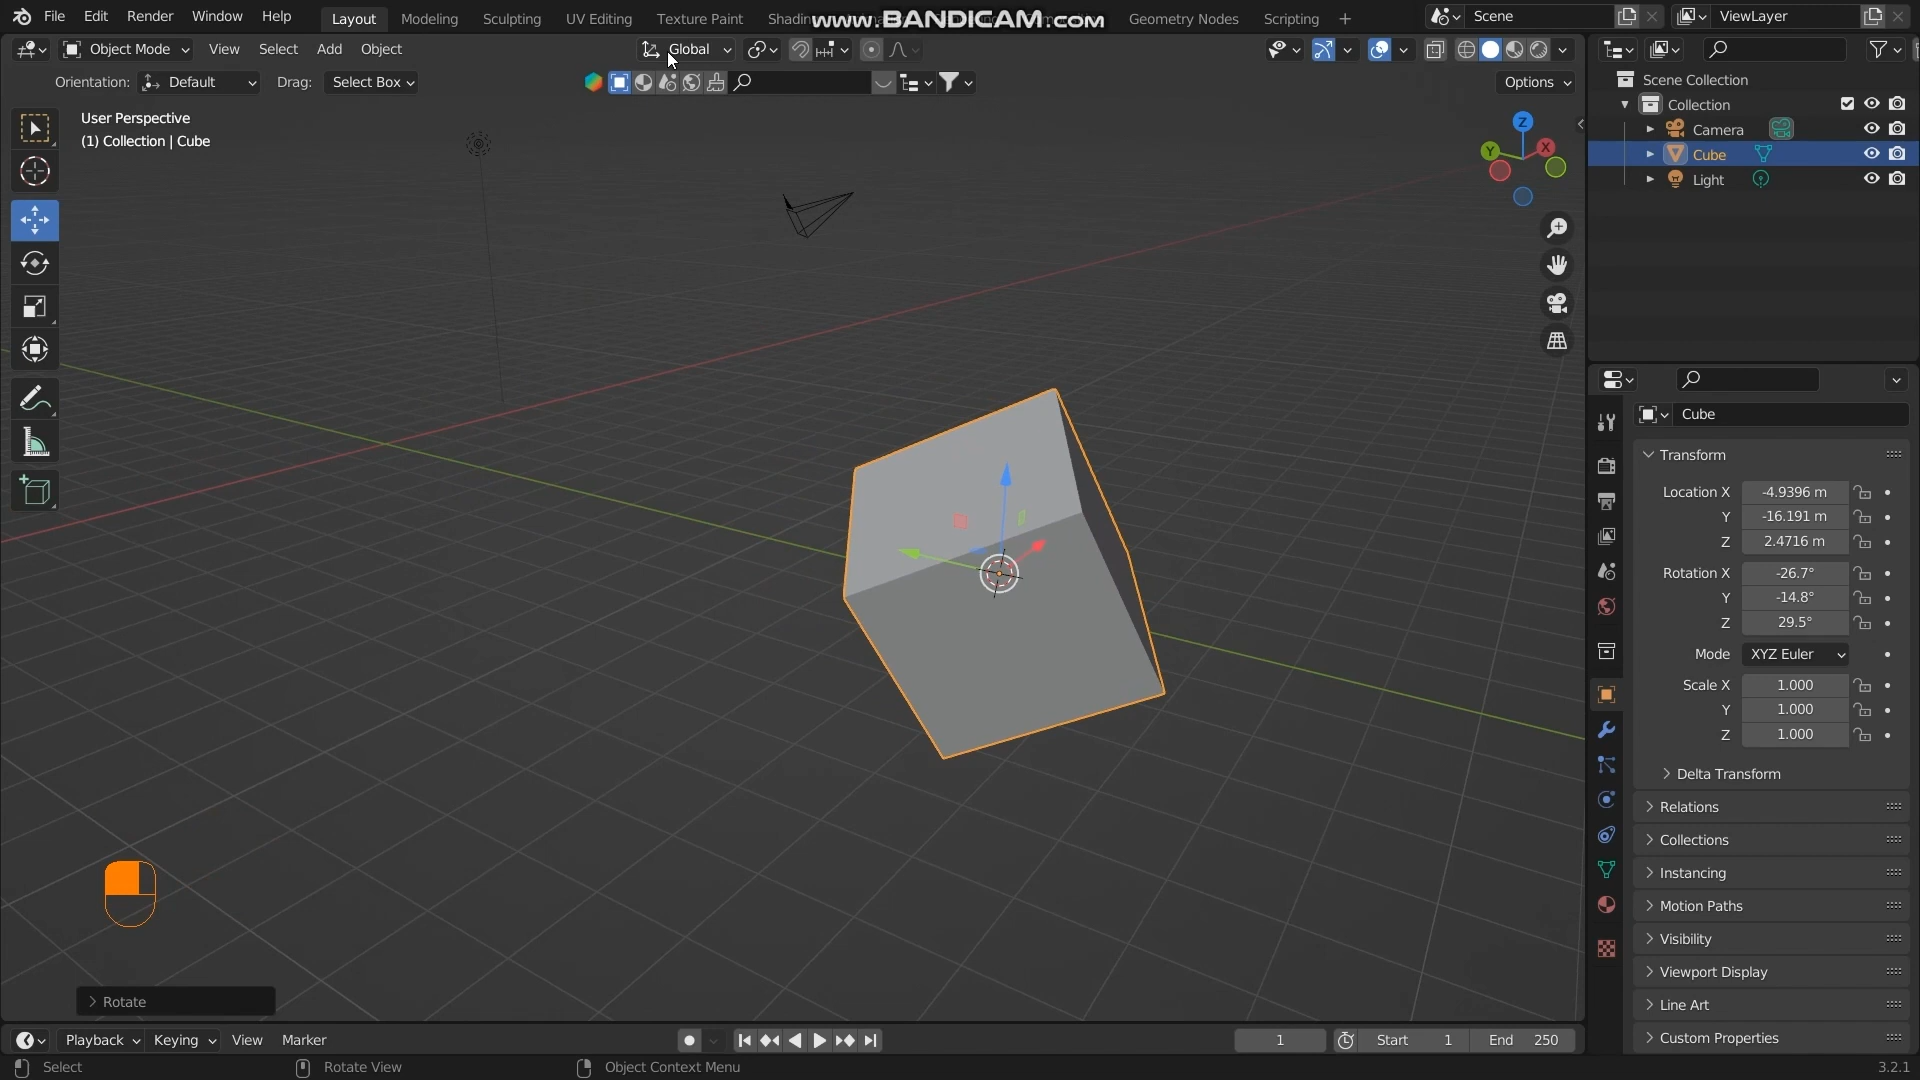 File Edit Render Window Help Layout Modeling Sculpting UV Editing Texture Paint Shadin www.BANDICAM.com Geometry Nodes Scripting + Scene ViewLayer
Object Mode View Select Add Object Global
Orientation: Default Drag: Select Box Options
User Perspective
(1) Collection | Cube
Z
Y
X
Scene Collection
Collection
Camera
Cube
Light
Cube
Transform
Location X -4.9396 m
Y -16.191 m
Z 2.4716 m
Rotation X -26.7°
Y -14.8°
Z 29.5°
Mode XYZ Euler
Scale X 1.000
Y 1.000
Z 1.000
Delta Transform
Relations
Collections
Instancing
Motion Paths
Visibility
Viewport Display
Line Art
Custom Properties
Rotate
Playback Keying View Marker 1 Start 1 End 250
Select Rotate View Object Context Menu 3.2.1